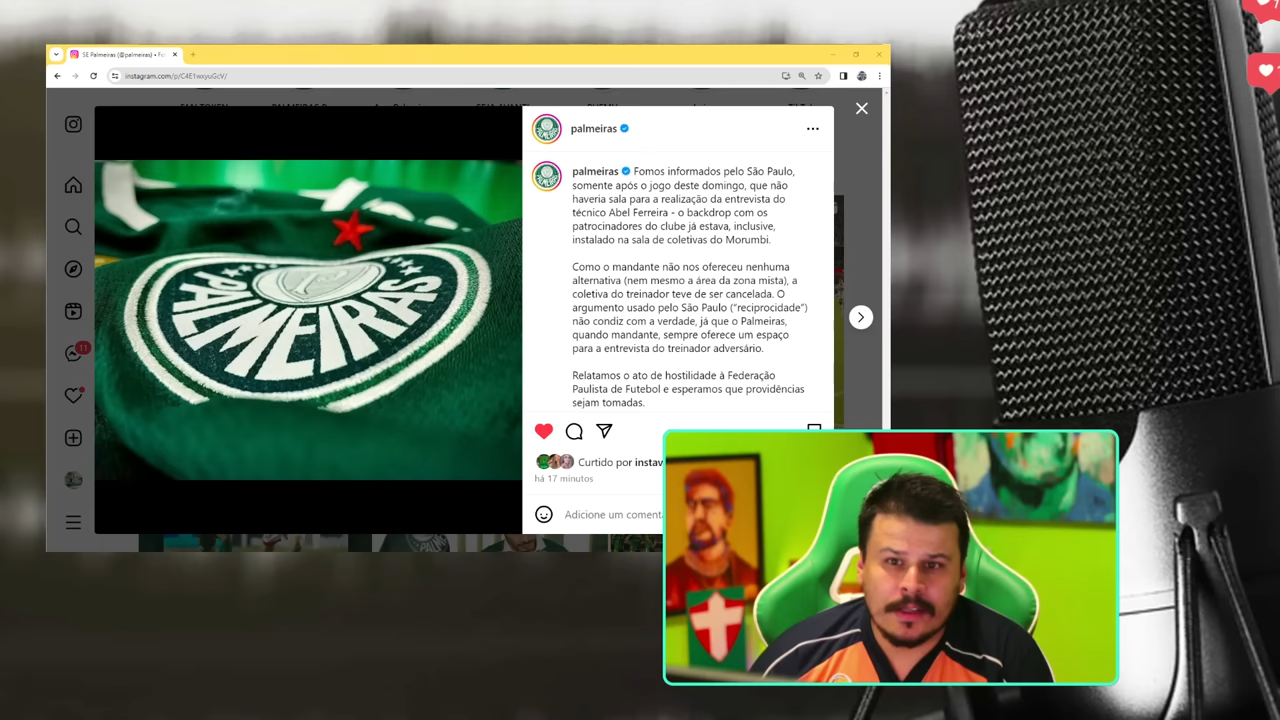 SE Palmeiras (@palmeiras) • Fo
instagram.com/p/C4E1wxyuGcV/
palmeiras
palmeiras Fomos informados pelo São Paulo,
somente após o jogo deste domingo, que não
haveria sala para a realização da entrevista do
técnico Abel Ferreira - o backdrop com os
patrocinadores do clube já estava, inclusive,
instalado na sala de coletivas do Morumbi.
Como o mandante não nos ofereceu nenhuma
alternativa (nem mesmo a área da zona mista), a
coletiva do treinador teve de ser cancelada. O
argumento usado pelo São Paulo (“reciprocidade”)
não condiz com a verdade, já que o Palmeiras,
quando mandante, sempre oferece um espaço
para a entrevista do treinador adversário.
Relatamos o ato de hostilidade à Federação
Paulista de Futebol e esperamos que providências
sejam tomadas.
PALMEIRAS
11
Curtido por instav
há 17 minutos
Adicione um comenta